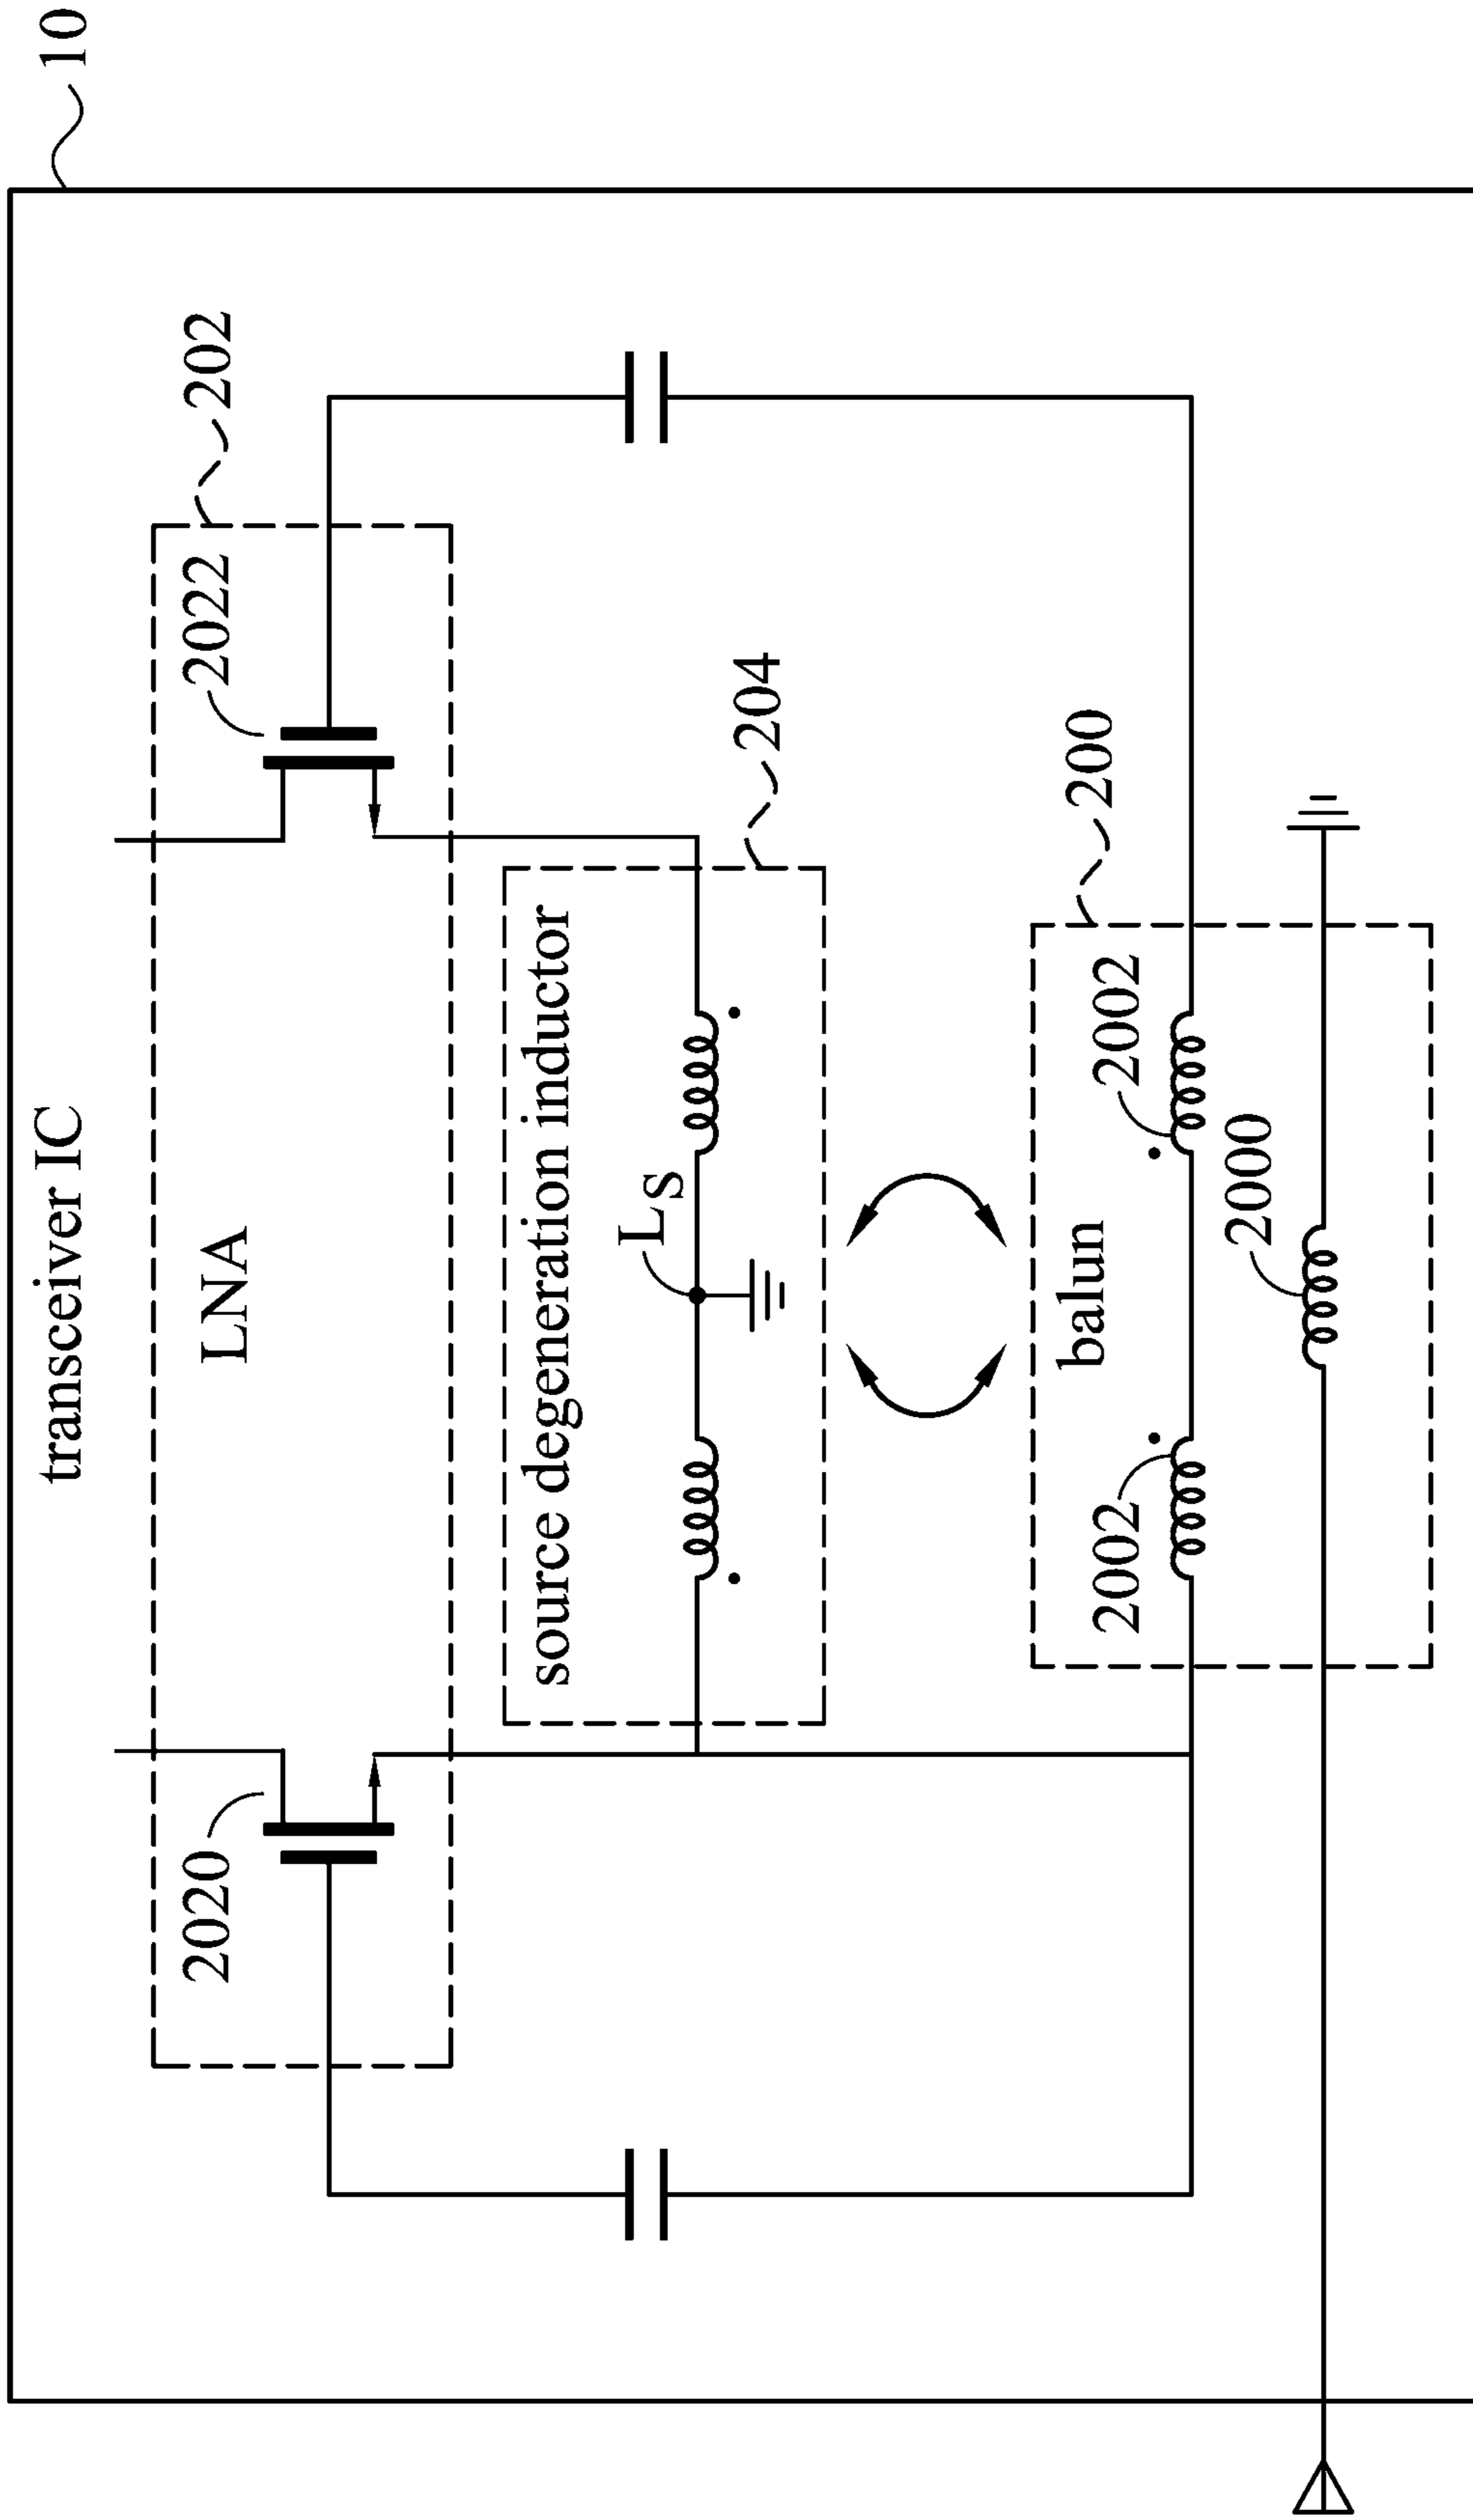 10
transceiver IC
LNA
202
2020
2022
source degeneration inductor
204
L_S
200
balun
2002
2002
2000